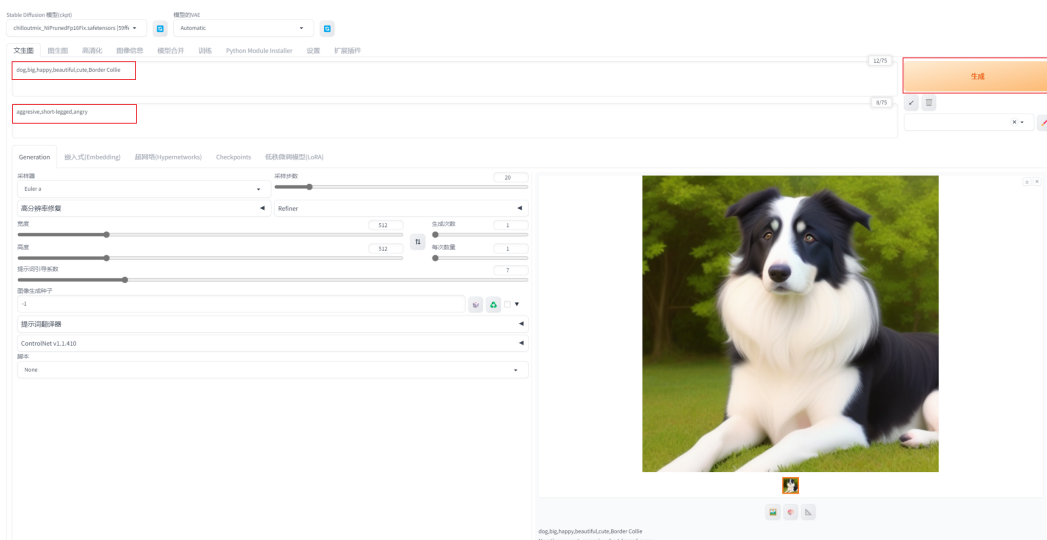 Stable Diffusion 模型(ckpt)
模型的VAE
chilloutmix_NiPrunedFp16Fix.safetensors [59ffe
Automatic
文生图 图生图 高清化 图像信息 模型合并 训练 Python Module Installer 设置 扩展插件
12/75
dog,big,happy,beautiful,cute,Border Collie
生成
8/75
aggresive,short-legged,angry
Generation 嵌入式(Embedding) 超网络(Hypernetworks) Checkpoints 低秩微调模型(LoRA)
采样器
采样步数
20
Euler a
高分辨率修复
Refiner
宽度
512
生成次数
1
高度
512
每次数量
1
提示词引导系数
7
图像生成种子
-1
提示词翻译器
ControlNet v1.1.410
脚本
None
dog,big,happy,beautiful,cute,Border Collie